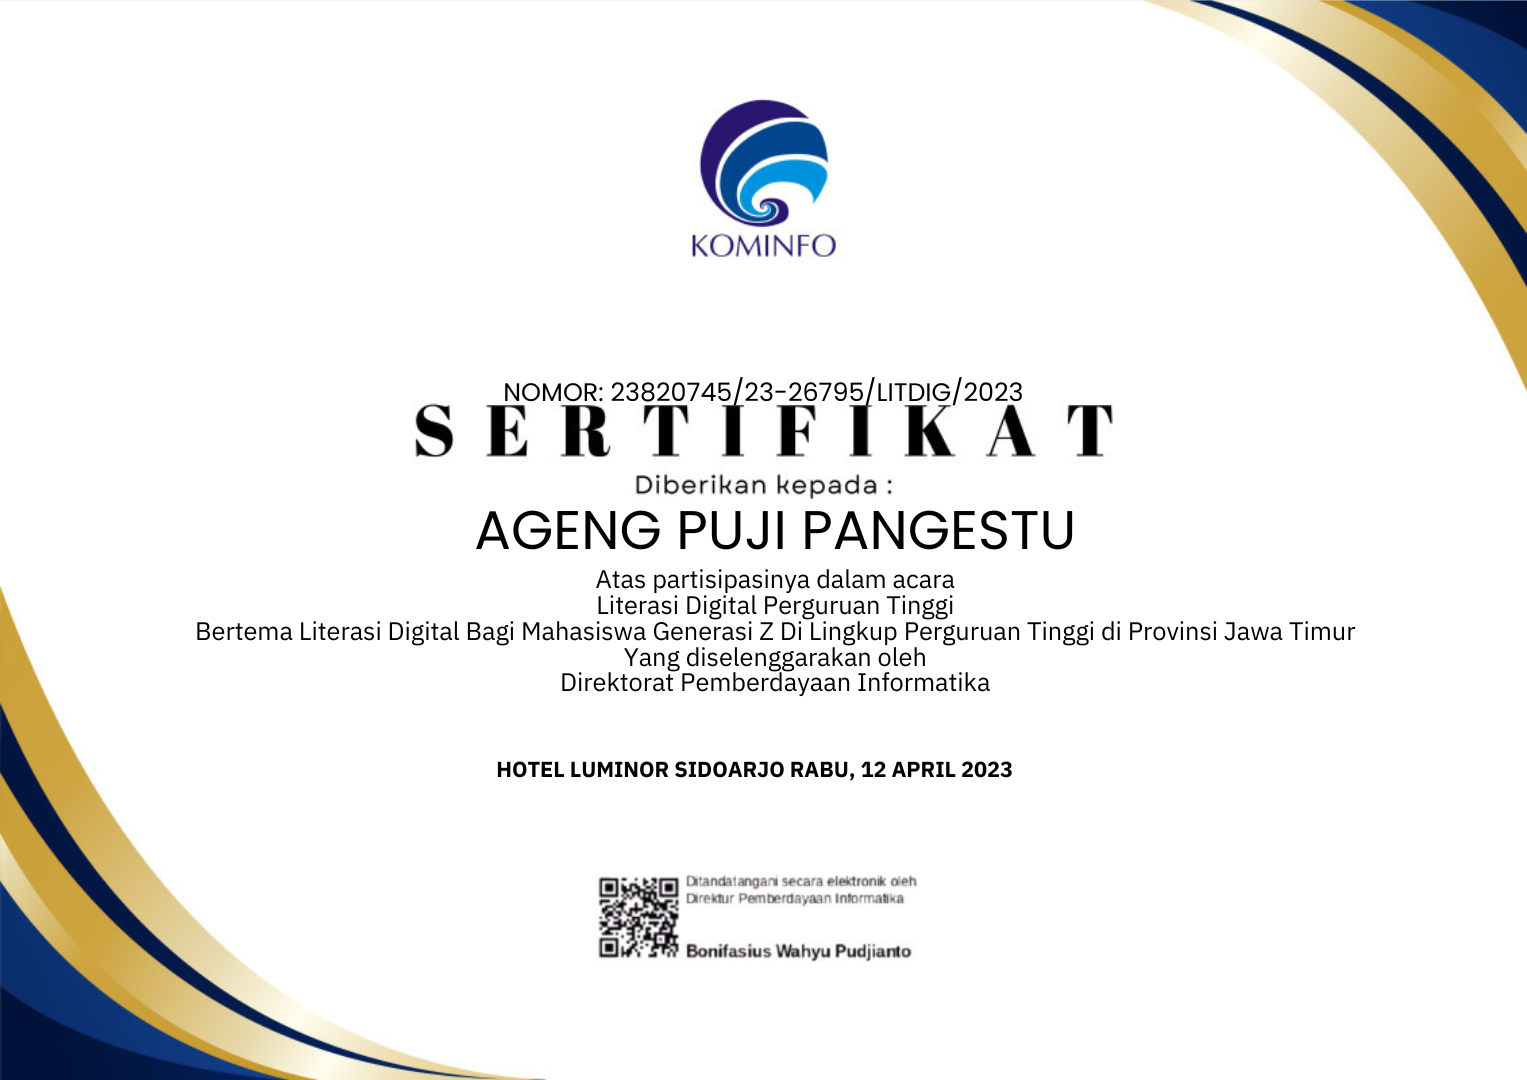 KOMINFO
NOMOR: 23820745/23-26795/LITDIG/2023
SERTIFIKAT
Diberikan kepada :
AGENG PUJI PANGESTU
Atas partisipasinya dalam acara
Literasi Digital Perguruan Tinggi
Bertema Literasi Digital Bagi Mahasiswa Generasi Z Di Lingkup Perguruan Tinggi di Provinsi Jawa Timur
Yang diselenggarakan oleh
Direktorat Pemberdayaan Informatika
HOTEL LUMINOR SIDOARJO RABU, 12 APRIL 2023
Ditandatangani secara elektronik oleh
Direktur Pemberdayaan Informatika
Bonifasius Wahyu Pudjianto